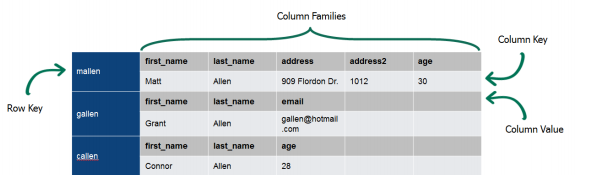 Column Families
Column Key
first_name last_name address address2 age
mallen
Matt Allen 909 Flordon Dr. 1012 30
Row Key
first_name last_name email
gallen
Grant Allen gallen@hotmail
.com
Column Value
first_name last_name age
callen
Connor Allen 28